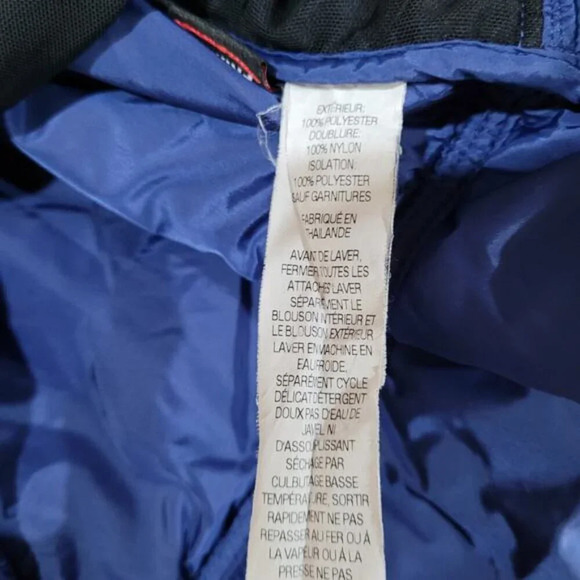 EXTÉRIEUR:
100% POLYESTER
DOUBLURE:
100% NYLON
ISOLATION:
100% POLYESTER
SAUF GARNITURES
FABRIQUÉ EN
THAILANDE
AVANT DE LAVER,
FERMER TOUTES LES
ATTACHES LAVER
SÉPARÉMENT LE
BLOUSON INTÉRIEUR ET
LE BLOUSON EXTÉRIEUR
LAVER EN MACHINE EN
EAU FROIDE,
SÉPARÉMENT CYCLE
DÉLICAT DÉTERGENT
DOUX PAS D'EAU DE
JAVEL NI
D'ASSOUPLISSANT
SÉCHAGE PAR
CULBUTAGE BASSE
TEMPÉRATURE, SORTIR
RAPIDEMENT NE PAS
REPASSER AU FER OU À
LA VAPEUR OU À LA
PRESSE NE PAS